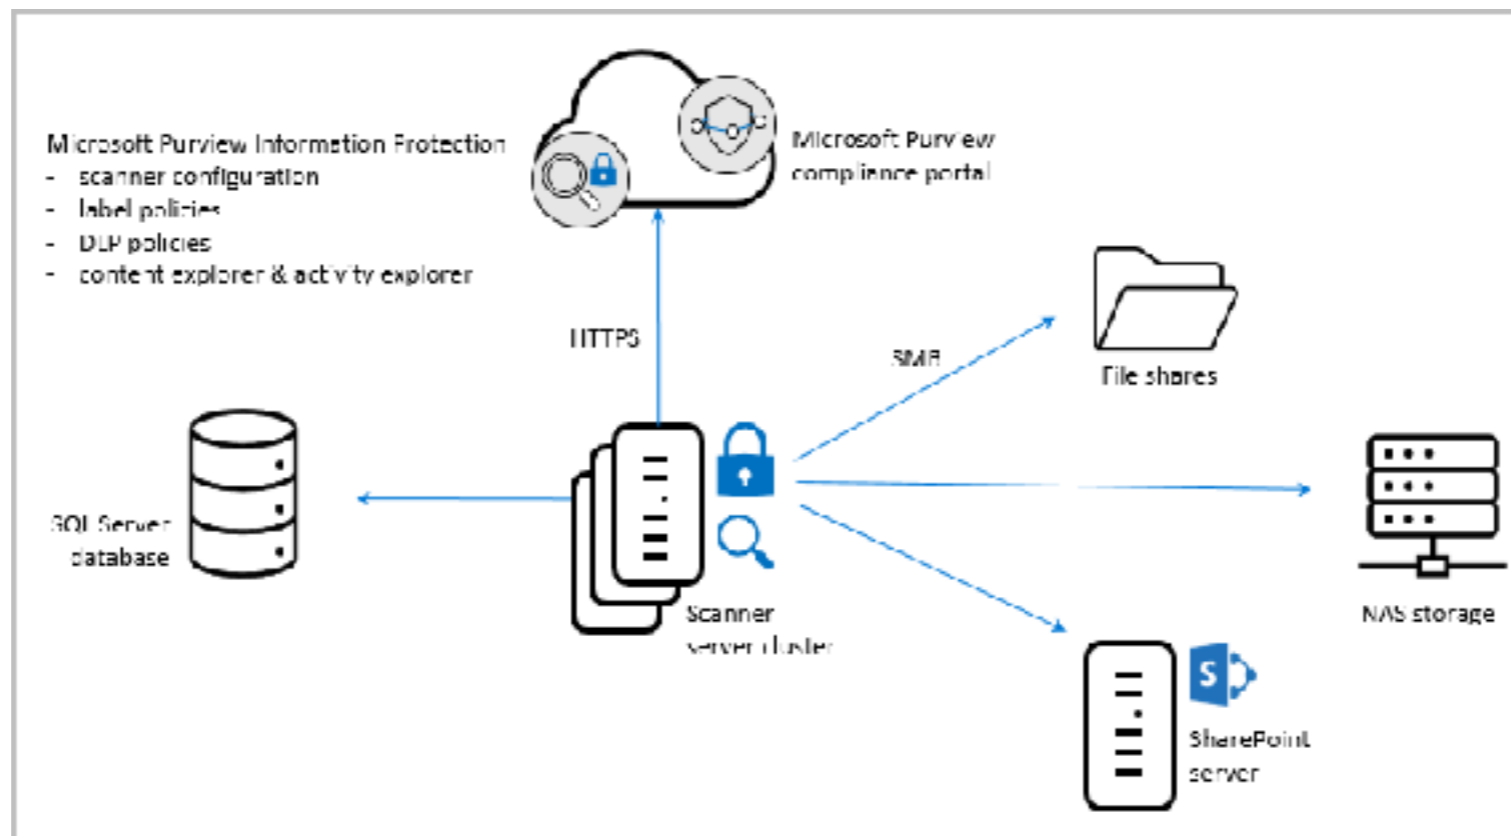 Microsoft Purview Information Protection
- scanner configuration
- label policies
- DLP policies
- content explorer & activity explorer
Microsoft Purview
compliance portal
HTTPS
SMB
File shares
SQL Server
database
Scanner
server cluster
NAS storage
S
SharePoint
server